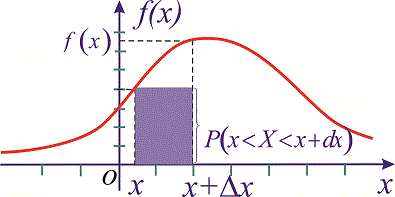 f(x)
f(x)
P(x<X<x+dx)
O
x
x+Δx
x